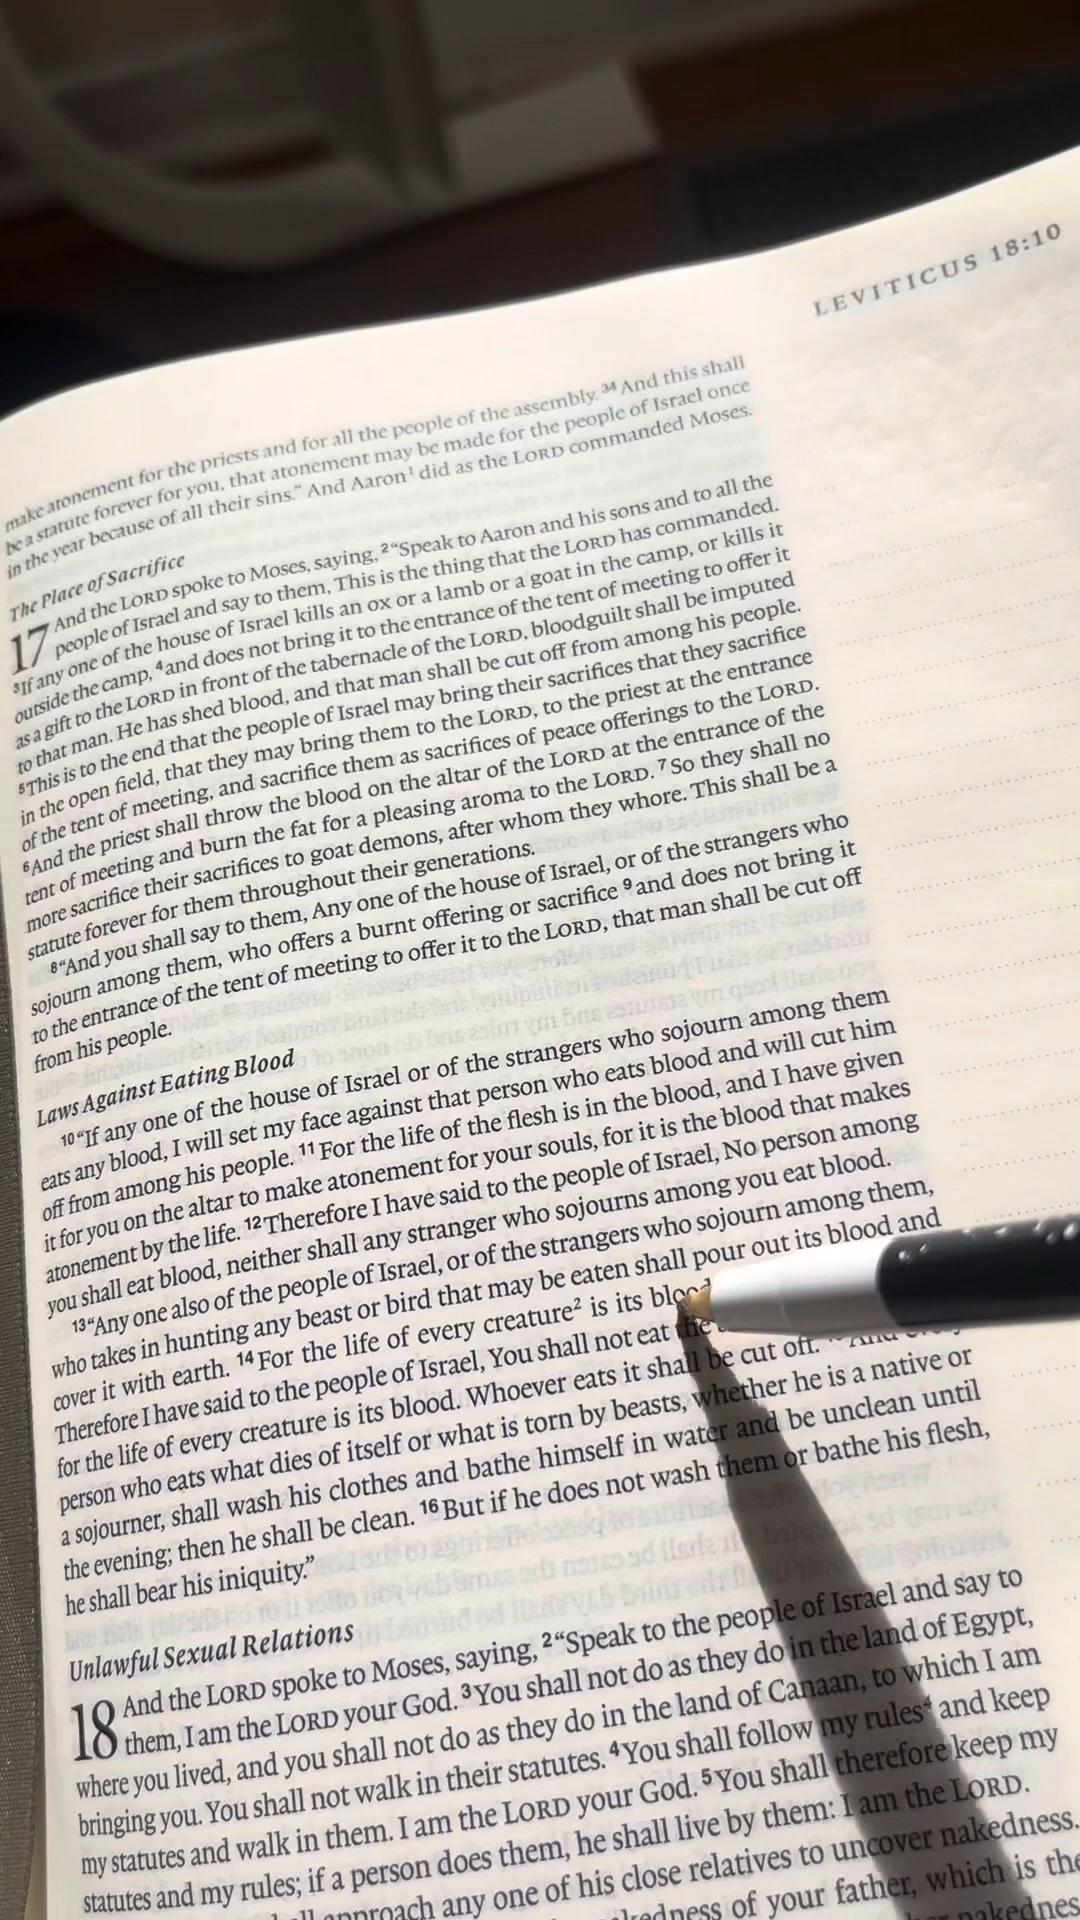 LEVITICUS 18:10
make atonement for the priests and for all the people of the assembly. 34 And this shall
be a statute forever for you, that atonement may be made for the people of Israel once
in the year because of all their sins.” And Aaron1 did as the LORD commanded Moses.
The Place of Sacrifice
17 And the LORD spoke to Moses, saying, 2 “Speak to Aaron and his sons and to all the
people of Israel and say to them, This is the thing that the LORD has commanded.
3 If any one of the house of Israel kills an ox or a lamb or a goat in the camp, or kills it
outside the camp, 4 and does not bring it to the entrance of the tent of meeting to offer it
as a gift to the LORD in front of the tabernacle of the LORD, bloodguilt shall be imputed
to that man. He has shed blood, and that man shall be cut off from among his people.
5 This is to the end that the people of Israel may bring their sacrifices that they sacrifice
in the open field, that they may bring them to the LORD, to the priest at the entrance
of the tent of meeting, and sacrifice them as sacrifices of peace offerings to the LORD.
6 And the priest shall throw the blood on the altar of the LORD at the entrance of the
tent of meeting and burn the fat for a pleasing aroma to the LORD. 7 So they shall no
more sacrifice their sacrifices to goat demons, after whom they whore. This shall be a
statute forever for them throughout their generations.
8 “And you shall say to them, Any one of the house of Israel, or of the strangers who
sojourn among them, who offers a burnt offering or sacrifice 9 and does not bring it
to the entrance of the tent of meeting to offer it to the LORD, that man shall be cut off
from his people.
Laws Against Eating Blood
10 “If any one of the house of Israel or of the strangers who sojourn among them
eats any blood, I will set my face against that person who eats blood and will cut him
off from among his people. 11 For the life of the flesh is in the blood, and I have given
it for you on the altar to make atonement for your souls, for it is the blood that makes
atonement by the life. 12 Therefore I have said to the people of Israel, No person among
you shall eat blood, neither shall any stranger who sojourns among you eat blood.
13 “Any one also of the people of Israel, or of the strangers who sojourn among them,
who takes in hunting any beast or bird that may be eaten shall pour out its blood and
cover it with earth. 14 For the life of every creature2 is its blood
Therefore I have said to the people of Israel, You shall not eat the
for the life of every creature is its blood. Whoever eats it shall be cut off. And every
person who eats what dies of itself or what is torn by beasts, whether he is a native or
a sojourner, shall wash his clothes and bathe himself in water and be unclean until
the evening; then he shall be clean. 16 But if he does not wash them or bathe his flesh,
he shall bear his iniquity.”
Unlawful Sexual Relations
18 And the LORD spoke to Moses, saying, 2 “Speak to the people of Israel and say to
them, I am the LORD your God. 3 You shall not do as they do in the land of Egypt,
where you lived, and you shall not do as they do in the land of Canaan, to which I am
bringing you. You shall not walk in their statutes. 4 You shall follow my rules4 and keep
my statutes and walk in them. I am the LORD your God. 5 You shall therefore keep my
statutes and my rules; if a person does them, he shall live by them: I am the LORD.
approach any one of his close relatives to uncover nakedness.
of your father, which is the